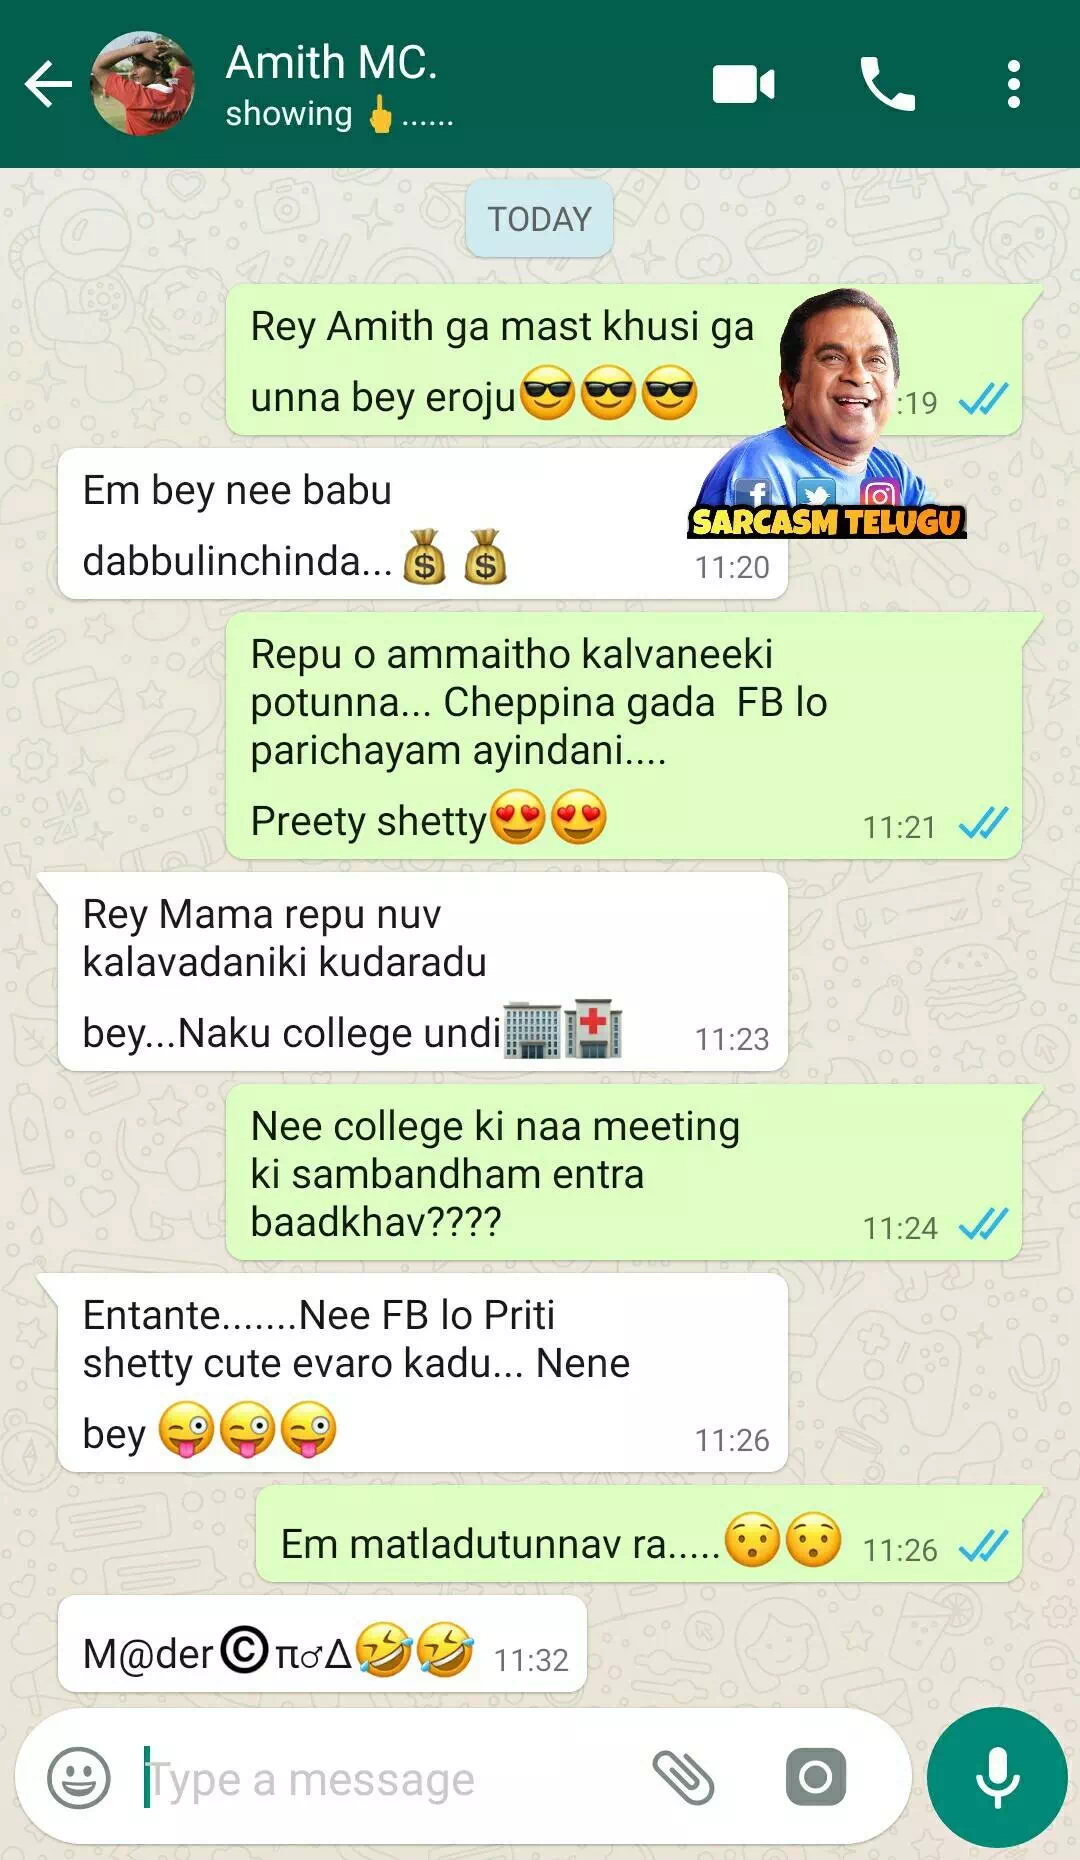 Amith MC.
showing 🖕......
TODAY
Rey Amith ga mast khusi ga
unna bey eroju😎😎😎
:19
Em bey nee babu
dabbulinchinda...💰💰
11:20
SARCASM TELUGU
Repu o ammaitho kalvaneeki
potunna... Cheppina gada FB lo
parichayam ayindani....
Preety shetty😍😍
11:21
Rey Mama repu nuv
kalavadaniki kudaradu
bey...Naku college undi🏢🏥
11:23
Nee college ki naa meeting
ki sambandham entra
baadkhav????
11:24
Entante.......Nee FB lo Priti
shetty cute evaro kadu... Nene
bey 😜😜😜
11:26
Em matladutunnav ra.....😯😯
11:26
M@der©π♂Δ🤣🤣
11:32
Type a message